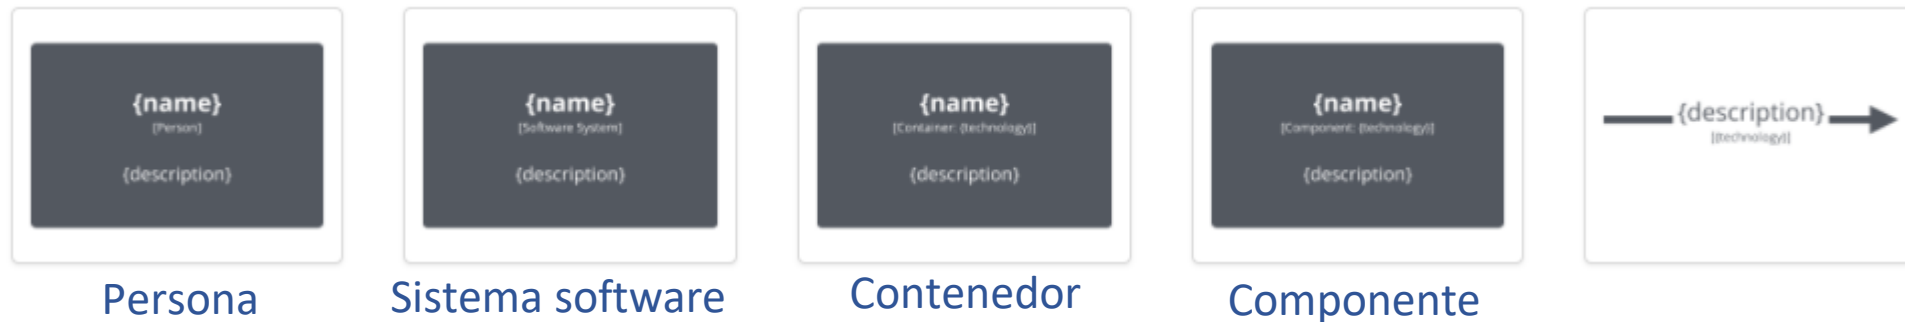 {name}
[Person]
{description}
Persona
{name}
[Software System]
{description}
Sistema software
{name}
[Container: {technology}]
{description}
Contenedor
{name}
[Component: {technology}]
{description}
Componente
{description}
[{technology}]